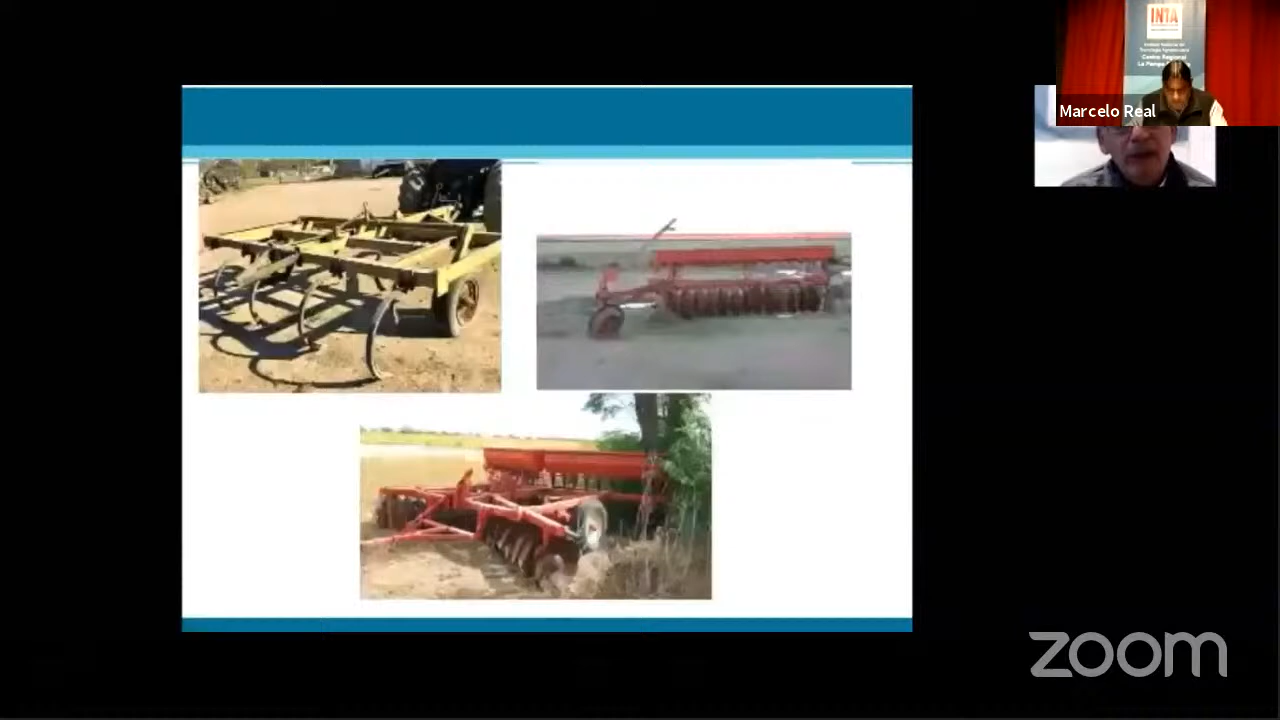 INTA
Instituto Nacional de
Tecnología Agropecuaria
Centro Regional
La Pampa
Marcelo Real
zoom